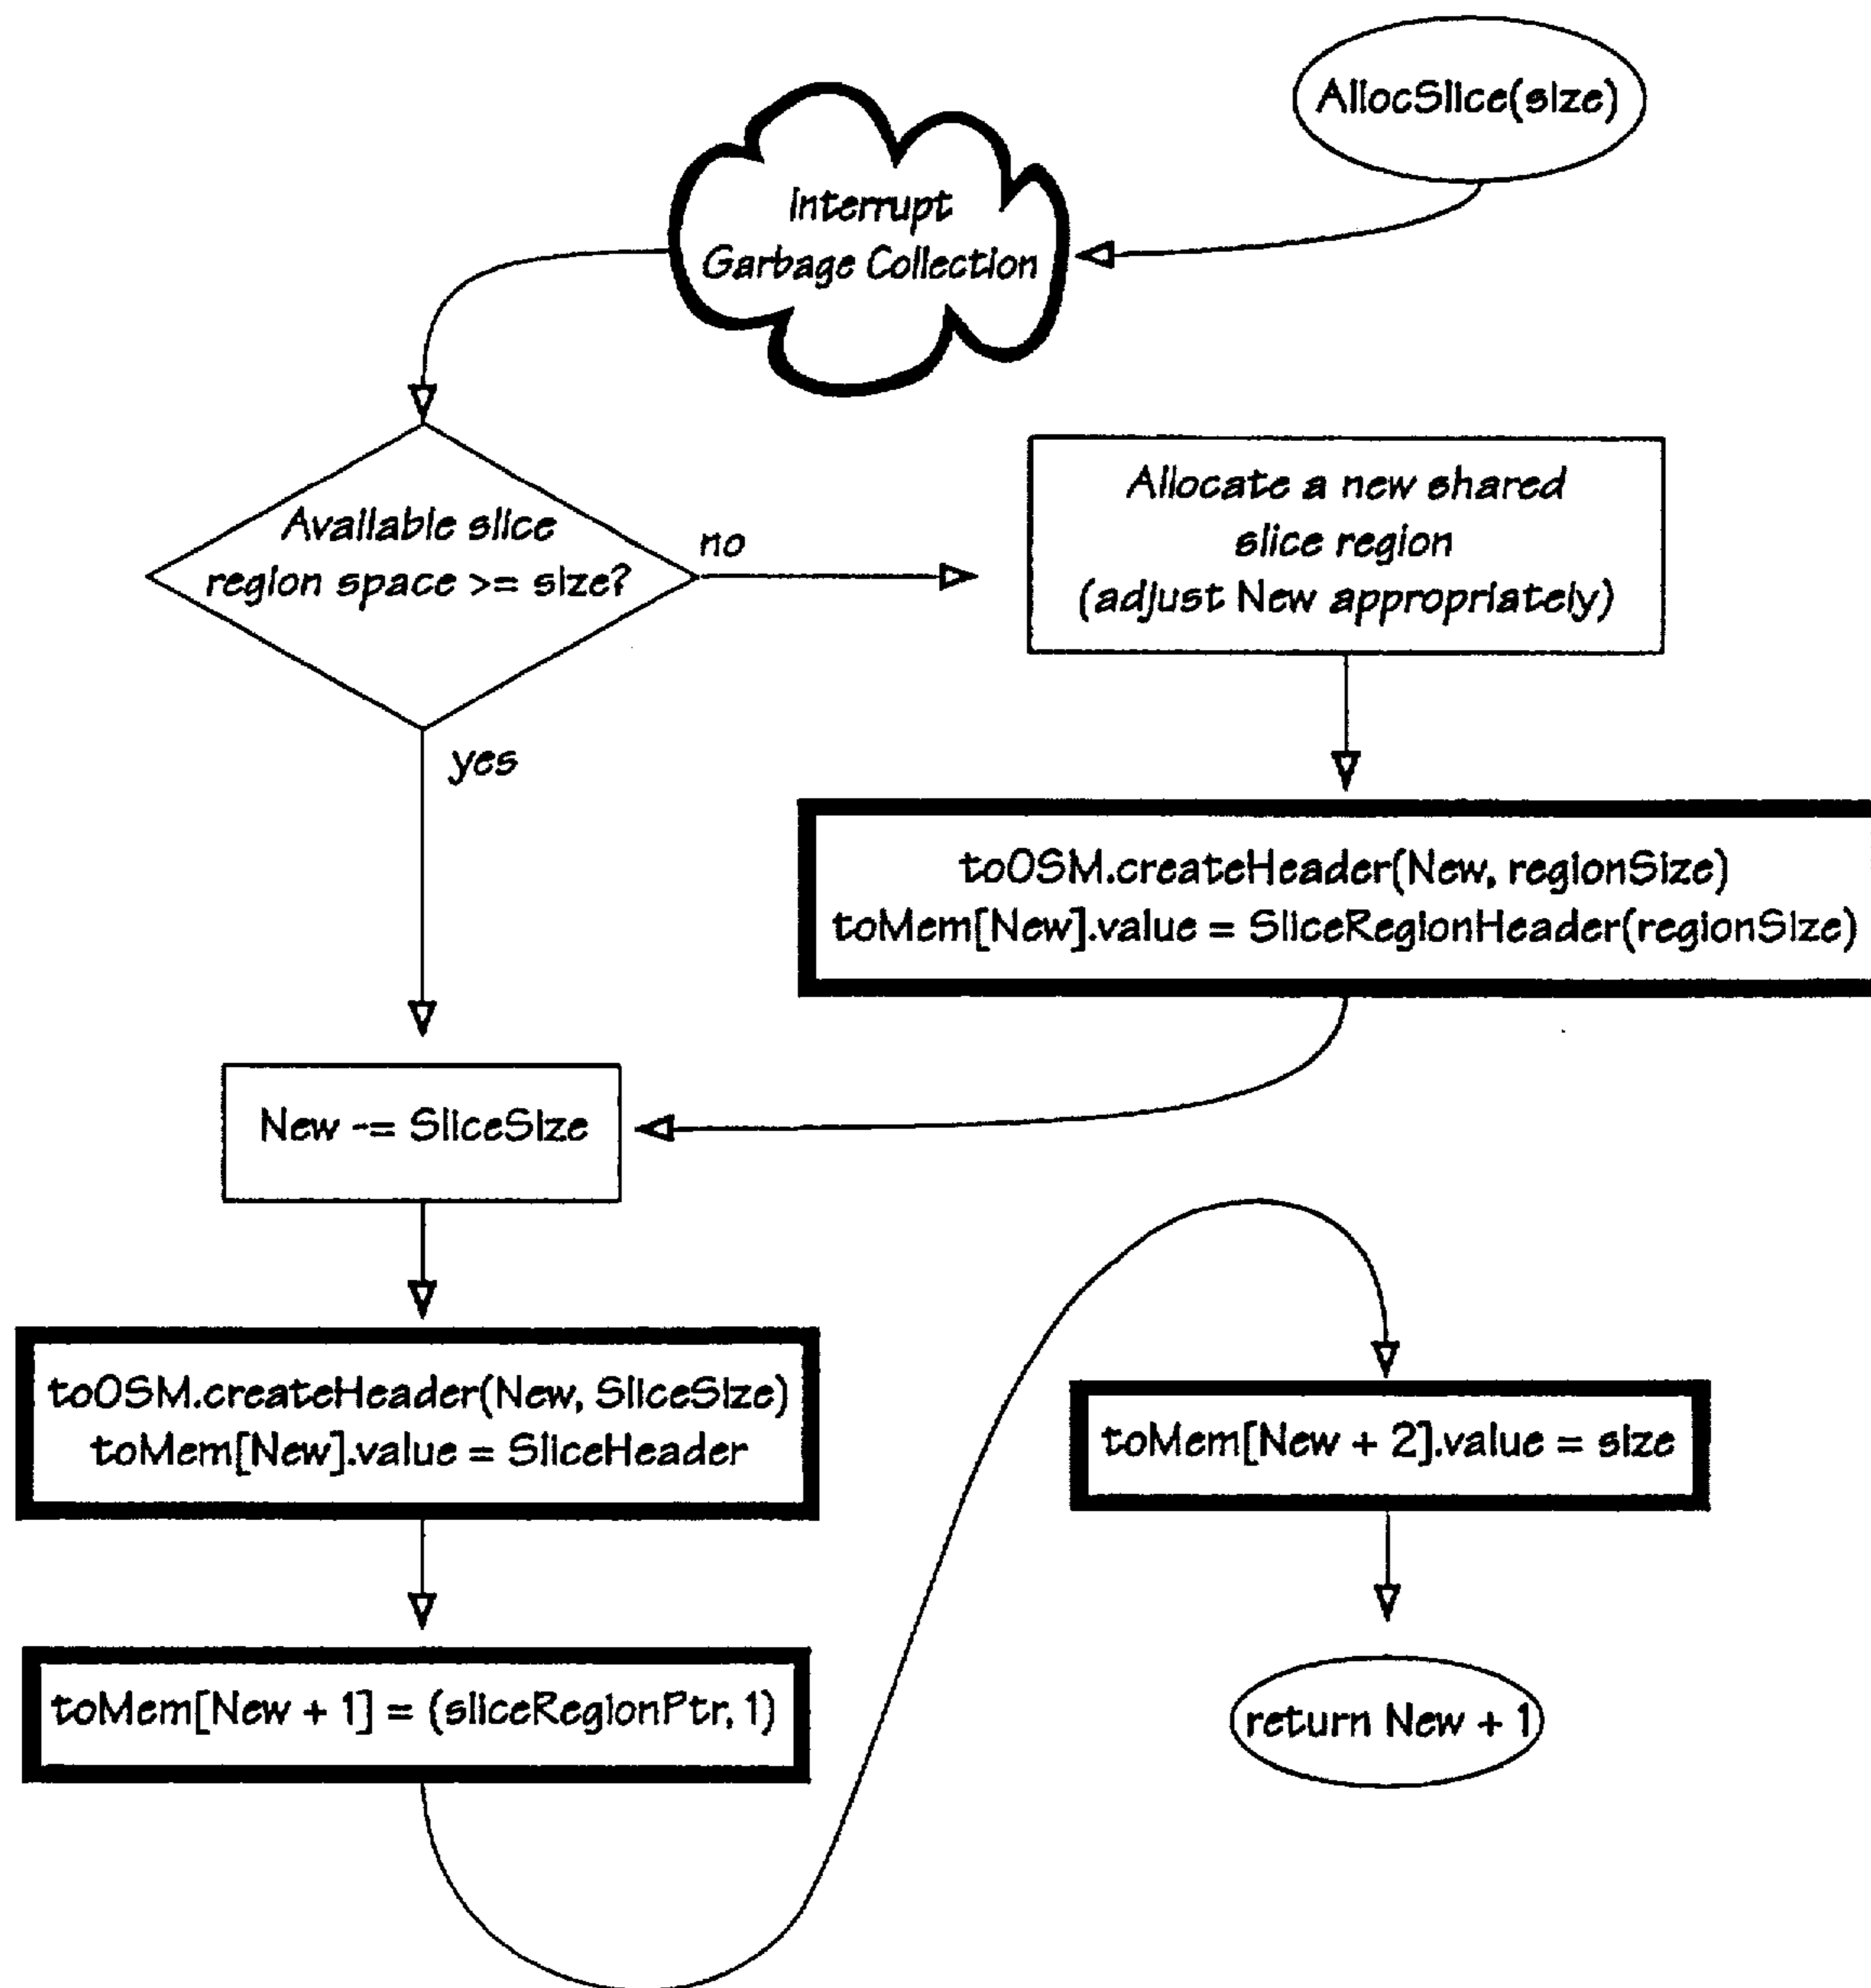 AllocSlice(size)
Interrupt
Garbage Collection
Available slice
region space >= size?
no
yes
Allocate a new shared
slice region
(adjust New appropriately)
toOSM.createHeader(New, regionSize)
toMem[New].value = SliceRegionHeader(regionSize)
New -= SliceSize
toOSM.createHeader(New, SliceSize)
toMem[New].value = SliceHeader
toMem[New + 1] = (sliceRegionPtr, 1)
toMem[New + 2].value = size
return New + 1